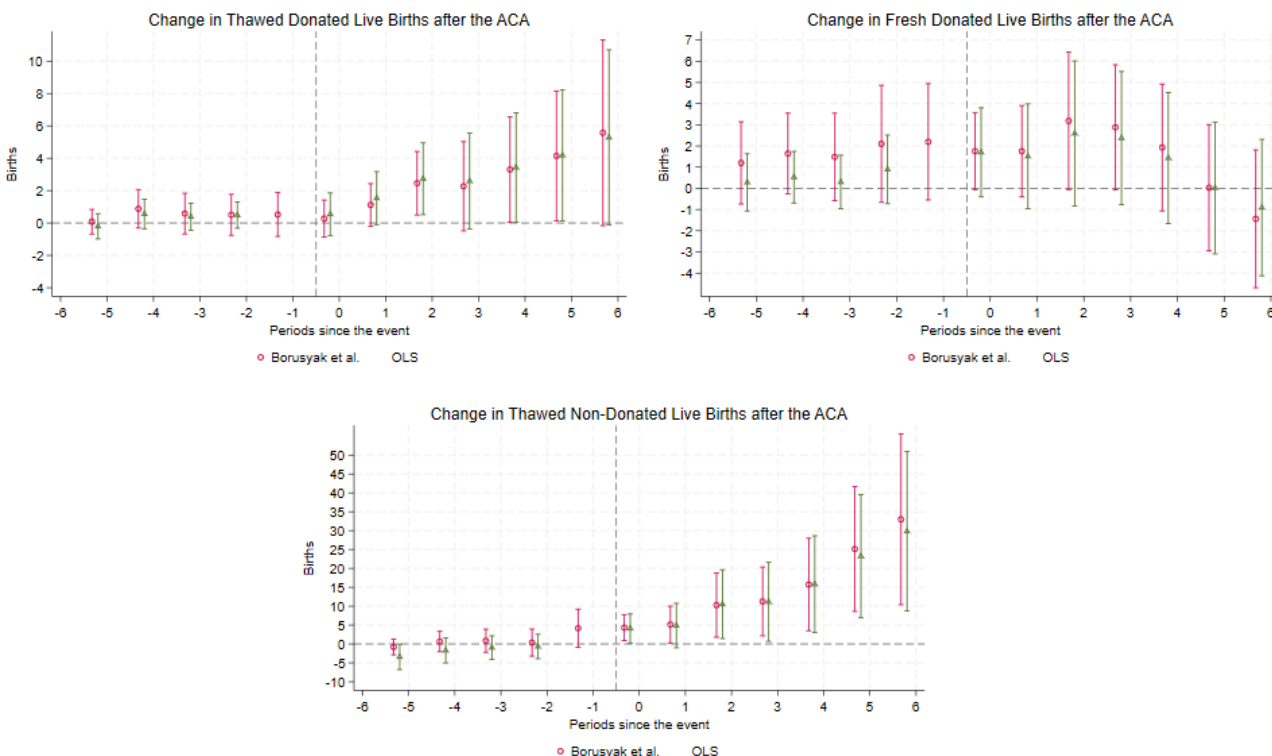 Change in Thawed Donated Live Births after the ACA
Births
10
8
6
4
2
0
-2
-4
-6 -5 -4 -3 -2 -1 0 1 2 3 4 5 6
Periods since the event
Borusyak et al. OLS
Change in Fresh Donated Live Births after the ACA
Births
7
6
5
4
3
2
1
0
-1
-2
-3
-4
-6 -5 -4 -3 -2 -1 0 1 2 3 4 5 6
Periods since the event
Borusyak et al. OLS
Change in Thawed Non-Donated Live Births after the ACA
Births
50
45
40
35
30
25
20
15
10
5
0
-5
-10
-6 -5 -4 -3 -2 -1 0 1 2 3 4 5 6
Periods since the event
Borusyak et al. OLS